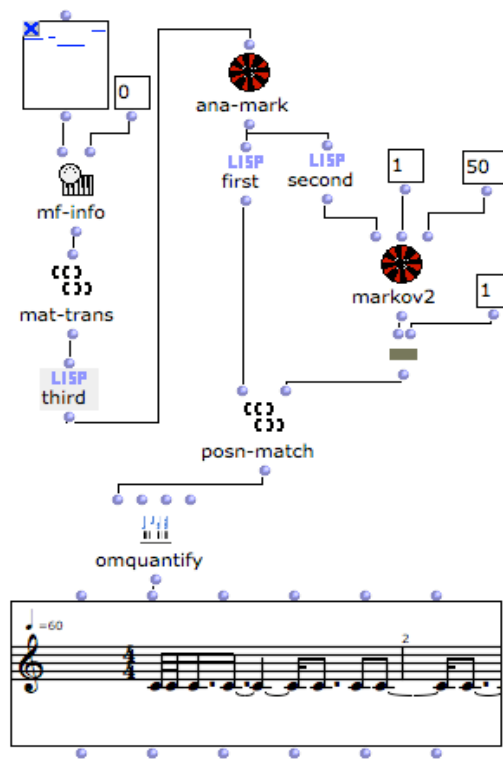 0
ana-mark
LISP
first
LISP
second
1
50
mf-info
markov2
mat-trans
1
LISP
third
posn-match
omquantify
=60
2
4
4